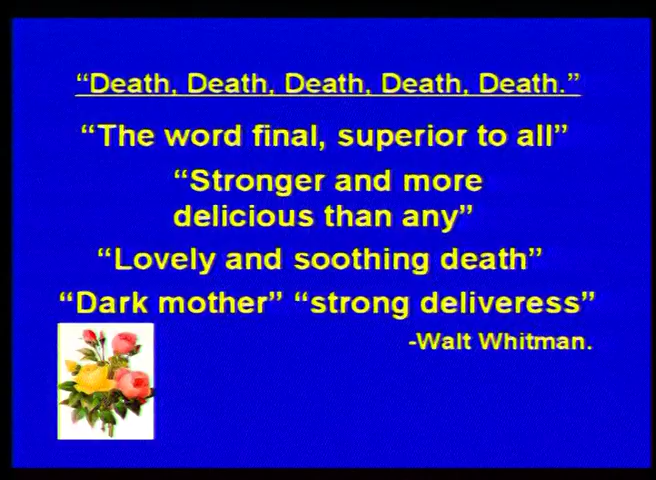 “Death, Death, Death, Death, Death.”
“The word final, superior to all”
“Stronger and more
delicious than any”
“Lovely and soothing death”
“Dark mother” “strong deliveress”
-Walt Whitman.